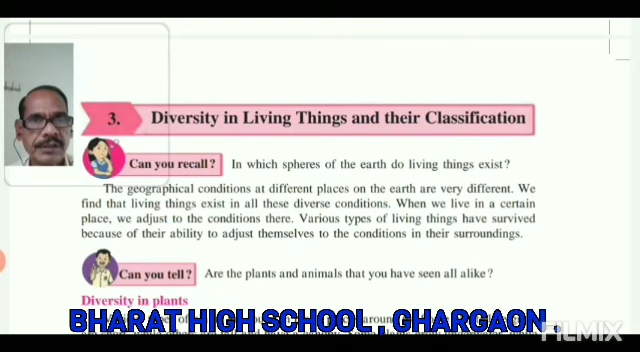 3. Diversity in Living Things and their Classification
Can you recall? In which spheres of the earth do living things exist?
The geographical conditions at different places on the earth are very different. We
find that living things exist in all these diverse conditions. When we live in a certain
place, we adjust to the conditions there. Various types of living things have survived
because of their ability to adjust themselves to the conditions in their surroundings.
Can you tell? Are the plants and animals that you have seen all alike?
Diversity in plants
BHARAT HIGH SCHOOL , GHARGAON .
FILMIX